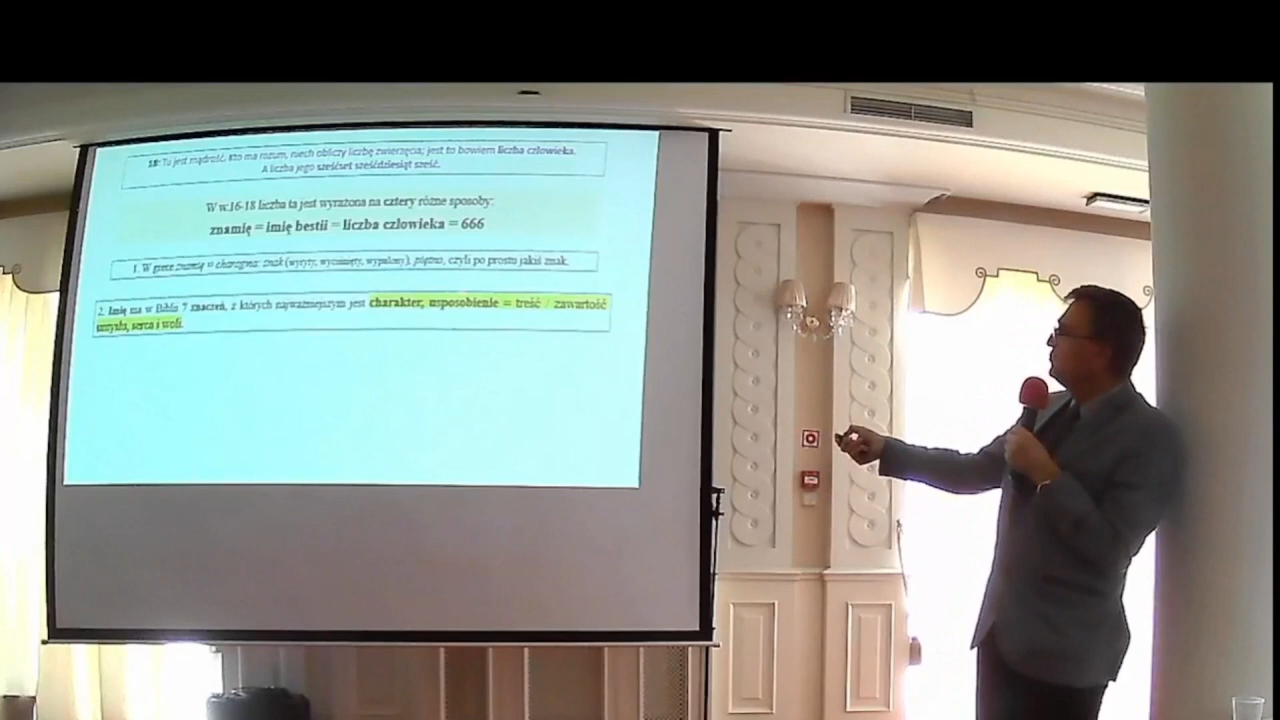 18: Tu jest mądrość. Kto ma rozum, niech obliczy liczbę zwierzęcia; jest to bowiem liczba człowieka.
A liczba jego sześćset sześćdziesiąt sześć.
W w.16-18 liczba ta jest wyrażona na cztery różne sposoby:
znamię = imię bestii = liczba człowieka = 666
1. W grece znamię = charagma: znak (wyryty, wycięty, wypalony), piętno, czyli po prostu jakiś znak.
2. Imię ma w Biblii 7 znaczeń, z których najważniejszym jest charakter, usposobienie = treść / zawartość
umysłu, serca i woli.